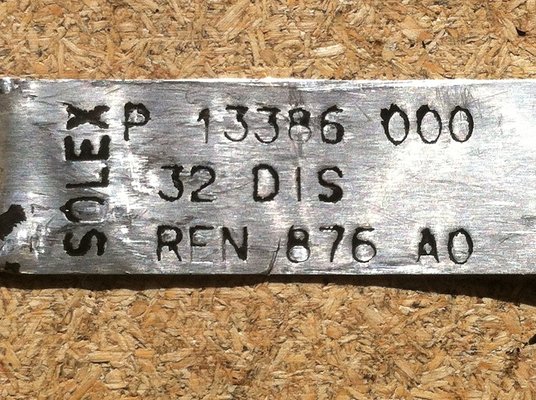 SOLEX
P 13386 000
32 DIS
REN 876 A0